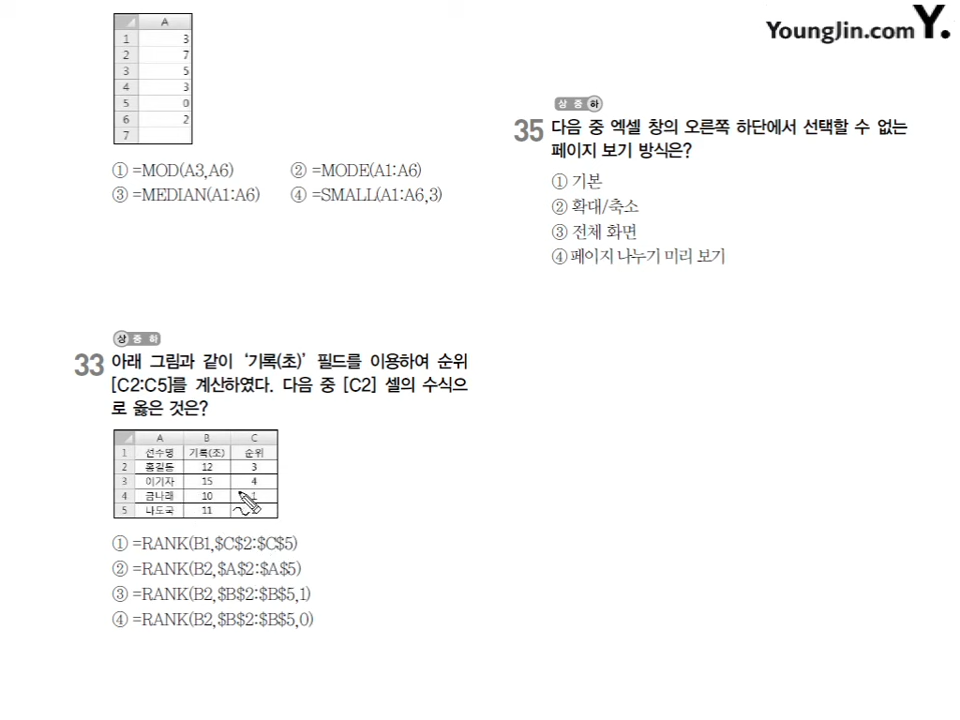 YoungJin.com Y.
A
1 3
2 7
3 5
4 3
5 0
6 2
7
① =MOD(A3,A6) ② =MODE(A1:A6)
③ =MEDIAN(A1:A6) ④ =SMALL(A1:A6,3)
상 중 하
33 아래 그림과 같이 ‘기록(초)’ 필드를 이용하여 순위
[C2:C5]를 계산하였다. 다음 중 [C2] 셀의 수식으
로 옳은 것은?
A B C
1 선수명 기록(초) 순위
2 홍길동 12 3
3 이기자 15 4
4 금나래 10 1
5 나도국 11
① =RANK(B1,$C$2:$C$5)
② =RANK(B2,$A$2:$A$5)
③ =RANK(B2,$B$2:$B$5,1)
④ =RANK(B2,$B$2:$B$5,0)
상 중 하
35 다음 중 엑셀 창의 오른쪽 하단에서 선택할 수 없는
페이지 보기 방식은?
① 기본
② 확대/축소
③ 전체 화면
④ 페이지 나누기 미리 보기